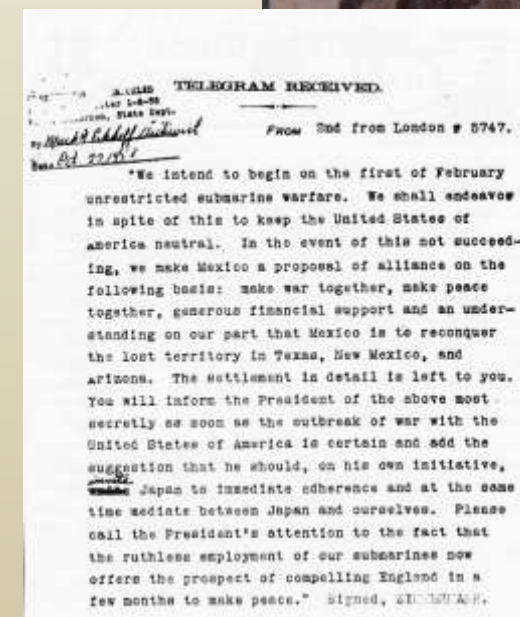 TELEGRAM RECEIVED.
FROM 2nd from London # 5747.
By
Date Oct. 27, 1958
"We intend to begin on the first of February
unrestricted submarine warfare. We shall endeavor
in spite of this to keep the United States of
america neutral. In the event of this not succeed-
ing, we make Mexico a proposal of alliance on the
following basis: make war together, make peace
together, generous financial support and an under-
standing on our part that Mexico is to reconquer
the lost territory in Texas, New Mexico, and
arizona. The settlement in detail is left to you.
You will inform the President of the above most
secretly as soon as the outbreak of war with the
United States of America is certain and add the
suggestion that he should, on his own initiative,
invite Japan to immediate adherence and at the same
time mediate between Japan and ourselves. Please
call the President's attention to the fact that
the ruthless employment of our submarines now
offers the prospect of compelling England in a
few months to make peace." Signed, ZIMMERMANN.